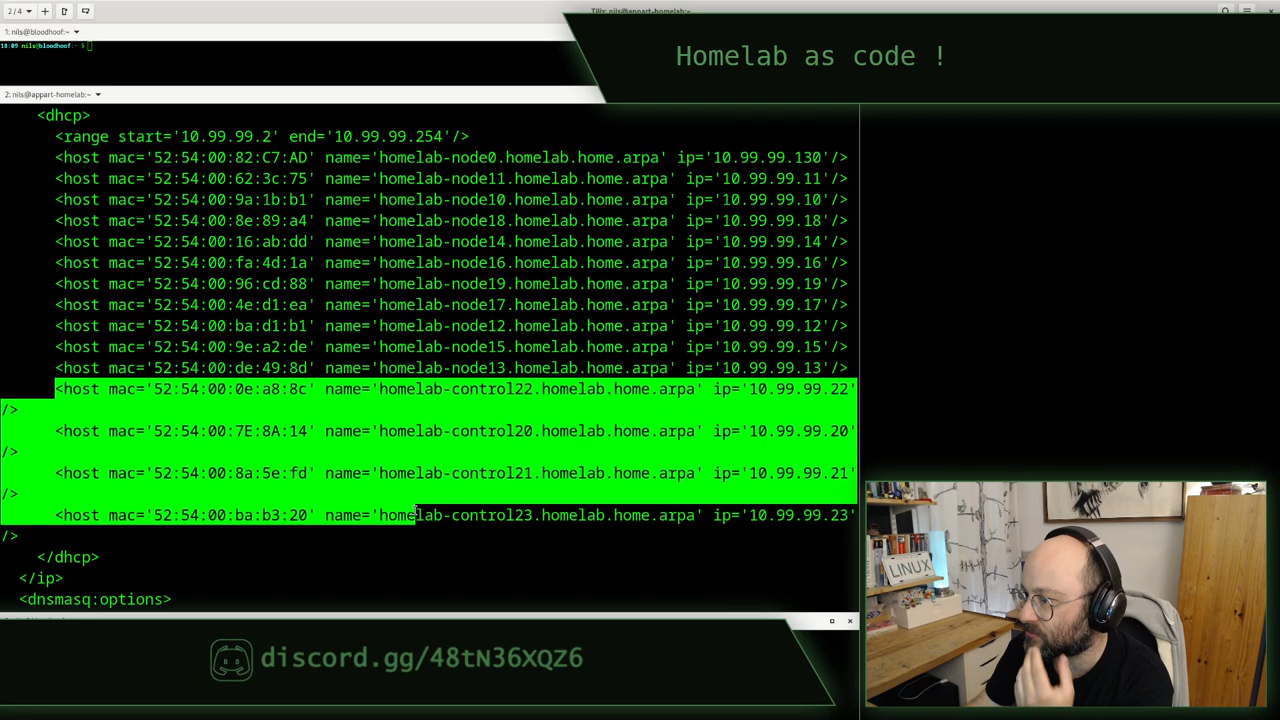 2 / 4
Tilix: nils@appart-homelab:~
1: nils@bloodhoof:~
18:09 nils@bloodhoof:~ $
Homelab as code !
2: nils@appart-homelab:~
<dhcp>
<range start='10.99.99.2' end='10.99.99.254'/>
<host mac='52:54:00:82:C7:AD' name='homelab-node0.homelab.home.arpa' ip='10.99.99.130'/>
<host mac='52:54:00:62:3c:75' name='homelab-node11.homelab.home.arpa' ip='10.99.99.11'/>
<host mac='52:54:00:9a:1b:b1' name='homelab-node10.homelab.home.arpa' ip='10.99.99.10'/>
<host mac='52:54:00:8e:89:a4' name='homelab-node18.homelab.home.arpa' ip='10.99.99.18'/>
<host mac='52:54:00:16:ab:dd' name='homelab-node14.homelab.home.arpa' ip='10.99.99.14'/>
<host mac='52:54:00:fa:4d:1a' name='homelab-node16.homelab.home.arpa' ip='10.99.99.16'/>
<host mac='52:54:00:96:cd:88' name='homelab-node19.homelab.home.arpa' ip='10.99.99.19'/>
<host mac='52:54:00:4e:d1:ea' name='homelab-node17.homelab.home.arpa' ip='10.99.99.17'/>
<host mac='52:54:00:ba:d1:b1' name='homelab-node12.homelab.home.arpa' ip='10.99.99.12'/>
<host mac='52:54:00:9e:a2:de' name='homelab-node15.homelab.home.arpa' ip='10.99.99.15'/>
<host mac='52:54:00:de:49:8d' name='homelab-node13.homelab.home.arpa' ip='10.99.99.13'/>
<host mac='52:54:00:0e:a8:8c' name='homelab-control22.homelab.home.arpa' ip='10.99.99.22'
/>
<host mac='52:54:00:7E:8A:14' name='homelab-control20.homelab.home.arpa' ip='10.99.99.20'
/>
<host mac='52:54:00:8a:5e:fd' name='homelab-control21.homelab.home.arpa' ip='10.99.99.21'
/>
<host mac='52:54:00:ba:b3:20' name='homelab-control23.homelab.home.arpa' ip='10.99.99.23'
/>
</dhcp>
</ip>
<dnsmasq:options>
LINUX
discord.gg/48tN36XQZ6